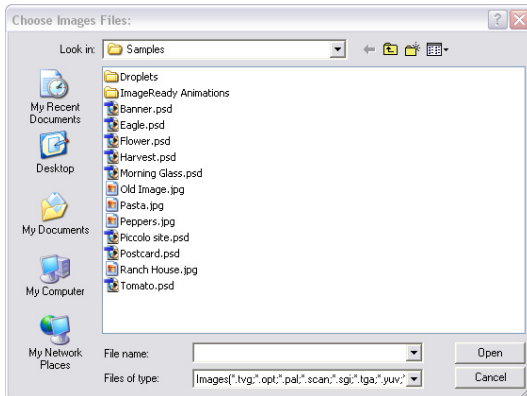 Choose Images Files:
Look in: Samples
My Recent
Documents
Desktop
My Documents
My Computer
My Network
Places
Droplets
ImageReady Animations
Banner.psd
Eagle.psd
Flower.psd
Harvest.psd
Morning Glass.psd
Old Image.jpg
Pasta.jpg
Peppers.jpg
Piccolo site.psd
Postcard.psd
Ranch House.jpg
Tomato.psd
File name:
Open
Files of type: Images(*.tvg;*.opt;*.pal;*.scan;*.sgi;*.tga;*.yuv;*
Cancel